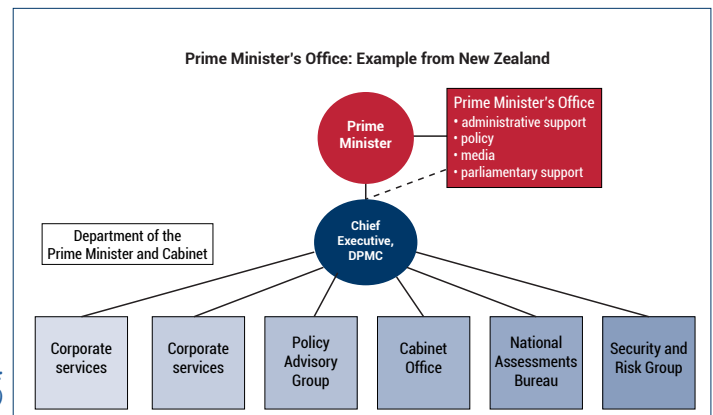 Prime Minister's Office: Example from New Zealand
Prime
Minister
Prime Minister's Office
• administrative support
• policy
• media
• parliamentary support
Chief
Executive,
DPMC
Department of the
Prime Minister and Cabinet
Corporate
services
Corporate
services
Policy
Advisory
Group
Cabinet
Office
National
Assessments
Bureau
Security and
Risk Group